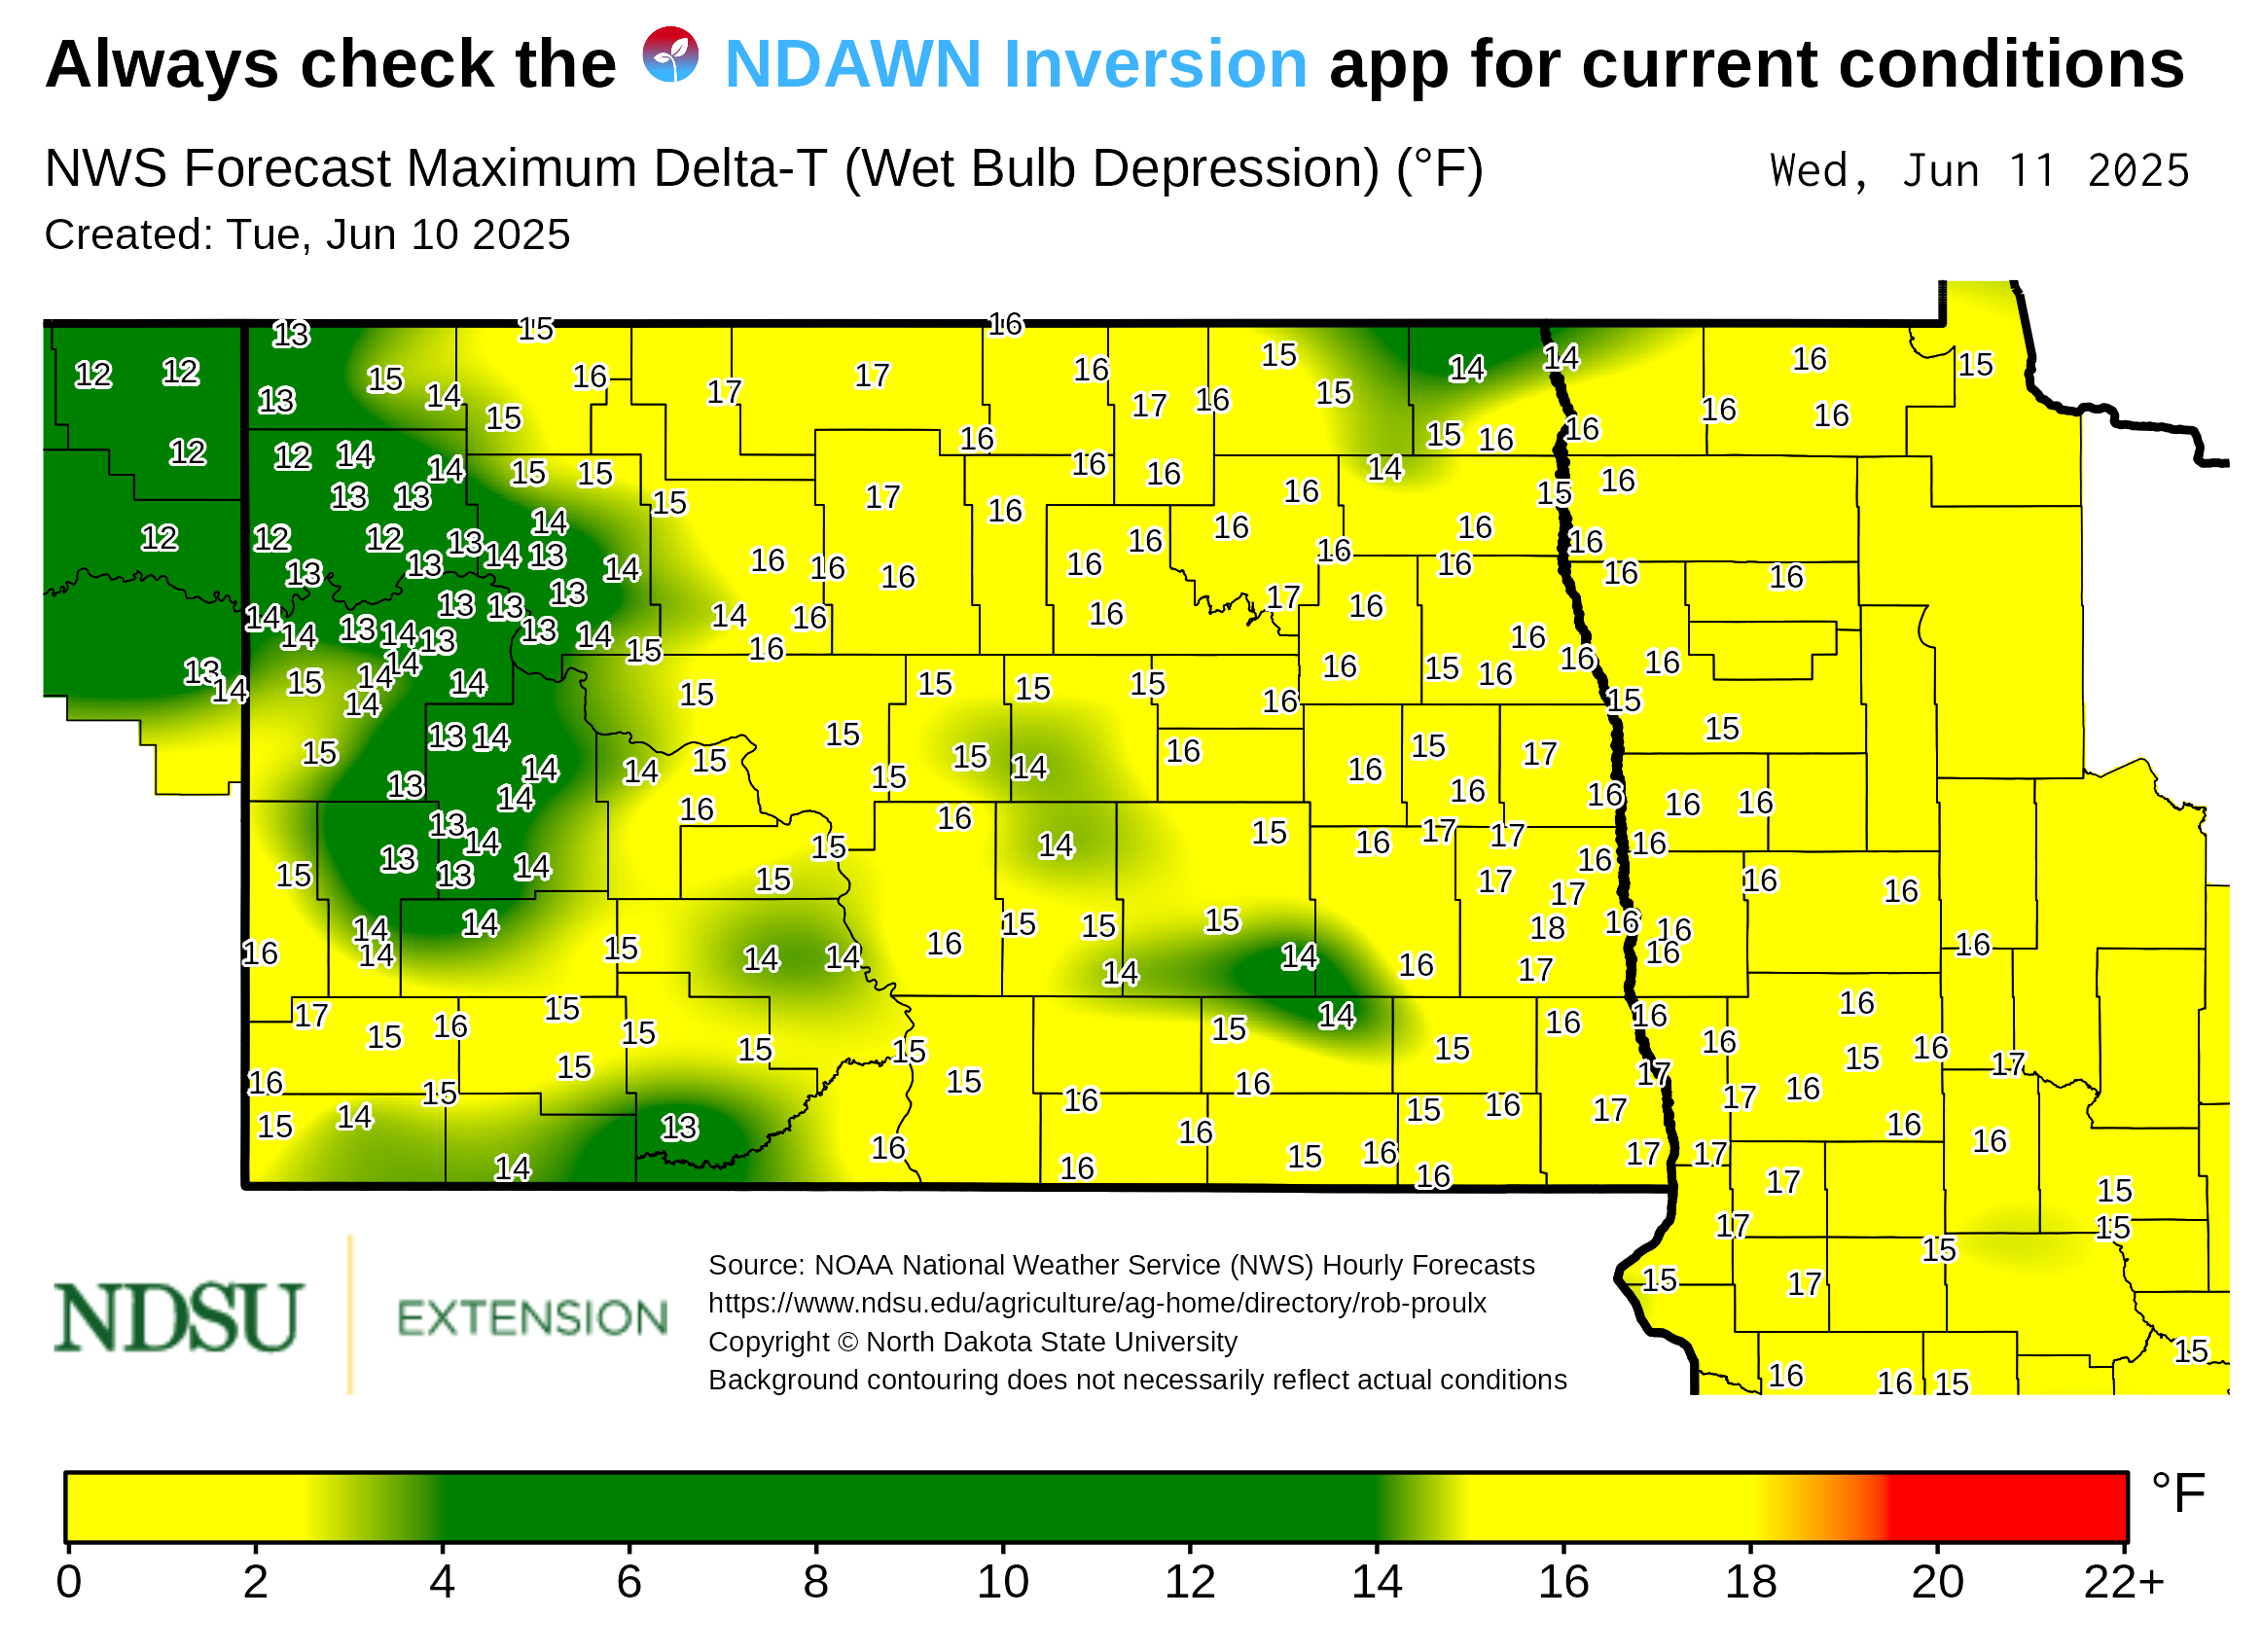 Always check the NDAWN Inversion app for current conditions
NWS Forecast Maximum Delta-T (Wet Bulb Depression) (°F) Wed, Jun 11 2025
Created: Tue, Jun 10 2025
13 15 16
12 12 15 14 16 17 17 16 15 14 14 16 15
13 15 17 16 15 16 16
12 12 14 14 15 15 16 16 16 15 16 16 14
13 13 15 17 16 16 15 16
12 12 12 13 14 14 13 16 16 16 16 16
13 13 14 16 16 16 16 16 16 16 16
14 13 13 13 14 16 16 17 16
14 13 14 13 13 14 15 16 16 16 16
13 14 15 14 14 14 14 15 15 15 15 16 16 15 16 15
15 13 14 15 15 14 16 15 17 15
13 14 14 14 15 15 16 16 15 16 16 16
13 14 16 15 16 14 15 16 17 17 16
15 13 13 14 15 17 16 17 16 16
16 14 14 14 15 14 14 16 15 15 15 14 14 16 18 17 16 16 16 16
17 15 16 15 15 15 15 15 14 15 16 16 16 16
16 15 15 15 16 16 15 16 17 17 17 16 15 16 17
15 14 14 13 16 16 16 15 16 16 17 17 16 16
17 17 15 15
15 17 15
16 16 15 15
NDSU EXTENSION
Source: NOAA National Weather Service (NWS) Hourly Forecasts
https://www.ndsu.edu/agriculture/ag-home/directory/rob-proulx
Copyright © North Dakota State University
Background contouring does not necessarily reflect actual conditions
°F
0 2 4 6 8 10 12 14 16 18 20 22+